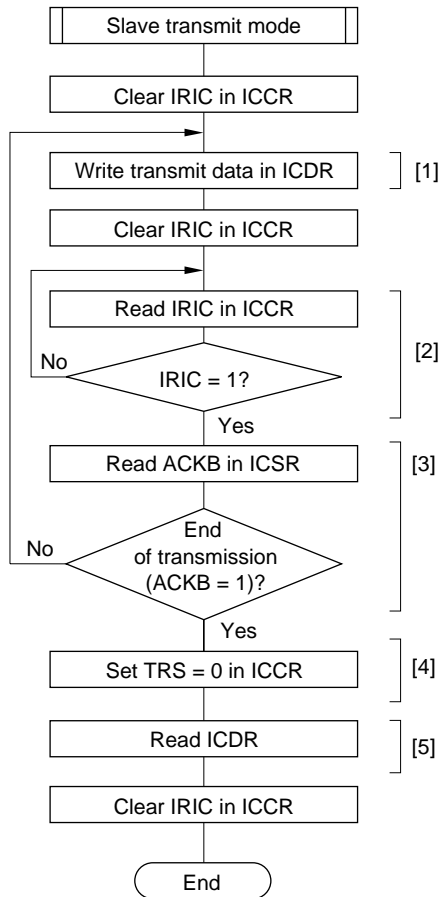 Slave transmit mode
Clear IRIC in ICCR
Write transmit data in ICDR
[1]
Clear IRIC in ICCR
Read IRIC in ICCR
[2]
No
IRIC = 1?
Yes
Read ACKB in ICSR
[3]
No
End
of transmission
(ACKB = 1)?
Yes
Set TRS = 0 in ICCR
[4]
Read ICDR
[5]
Clear IRIC in ICCR
End